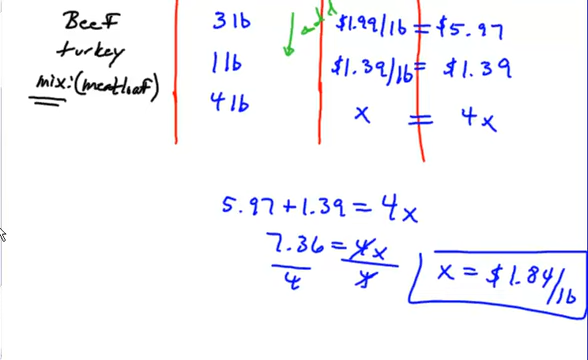 Beef 3 lb add $1.99/lb = $5.97
turkey 1 lb $1.39/lb = $1.39
mix: (meatloaf) 4 lb x = 4x
5.97 + 1.39 = 4x
7.36 = 4x
4 4
x = $1.84/lb